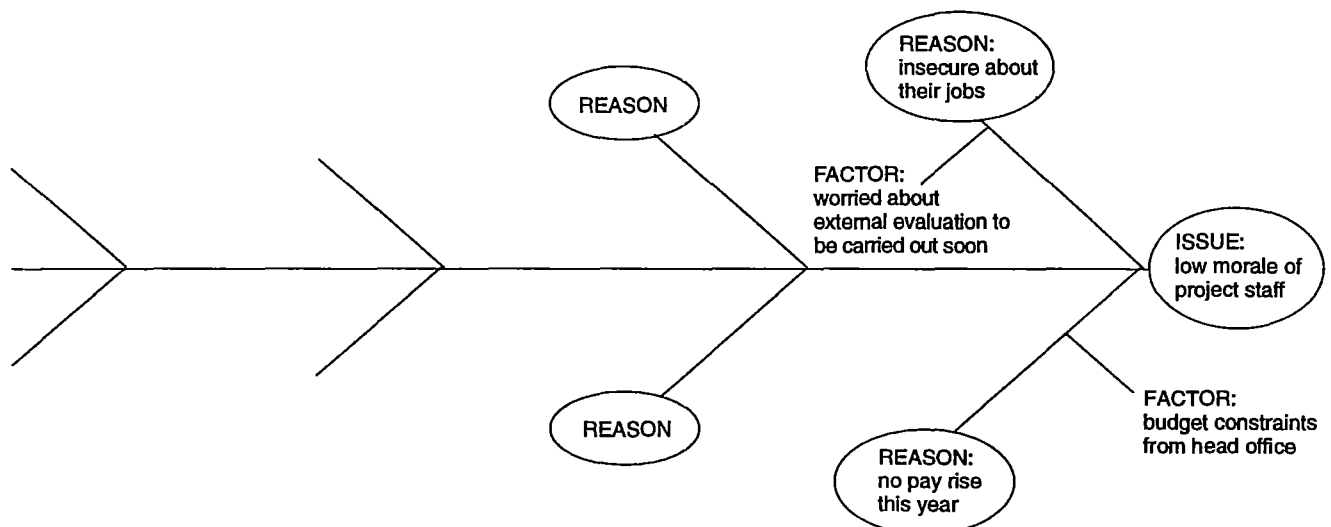 REASON:
insecure about
their jobs
REASON
FACTOR:
worried about
external evaluation to
be carried out soon
ISSUE:
low morale of
project staff
REASON
FACTOR:
budget constraints
from head office
REASON:
no pay rise
this year